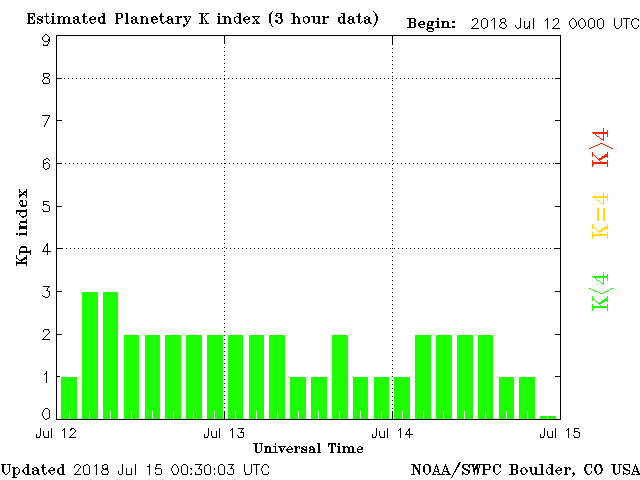 Estimated Planetary K index (3 hour data)
Begin: 2018 Jul 12 0000 UTC
9
8
7
6
5
4
3
2
1
0
Kp index
K>4
K=4
K<4
Jul 12
Jul 13
Jul 14
Jul 15
Universal Time
Updated 2018 Jul 15 00:30:03 UTC
NOAA/SWPC Boulder, CO USA